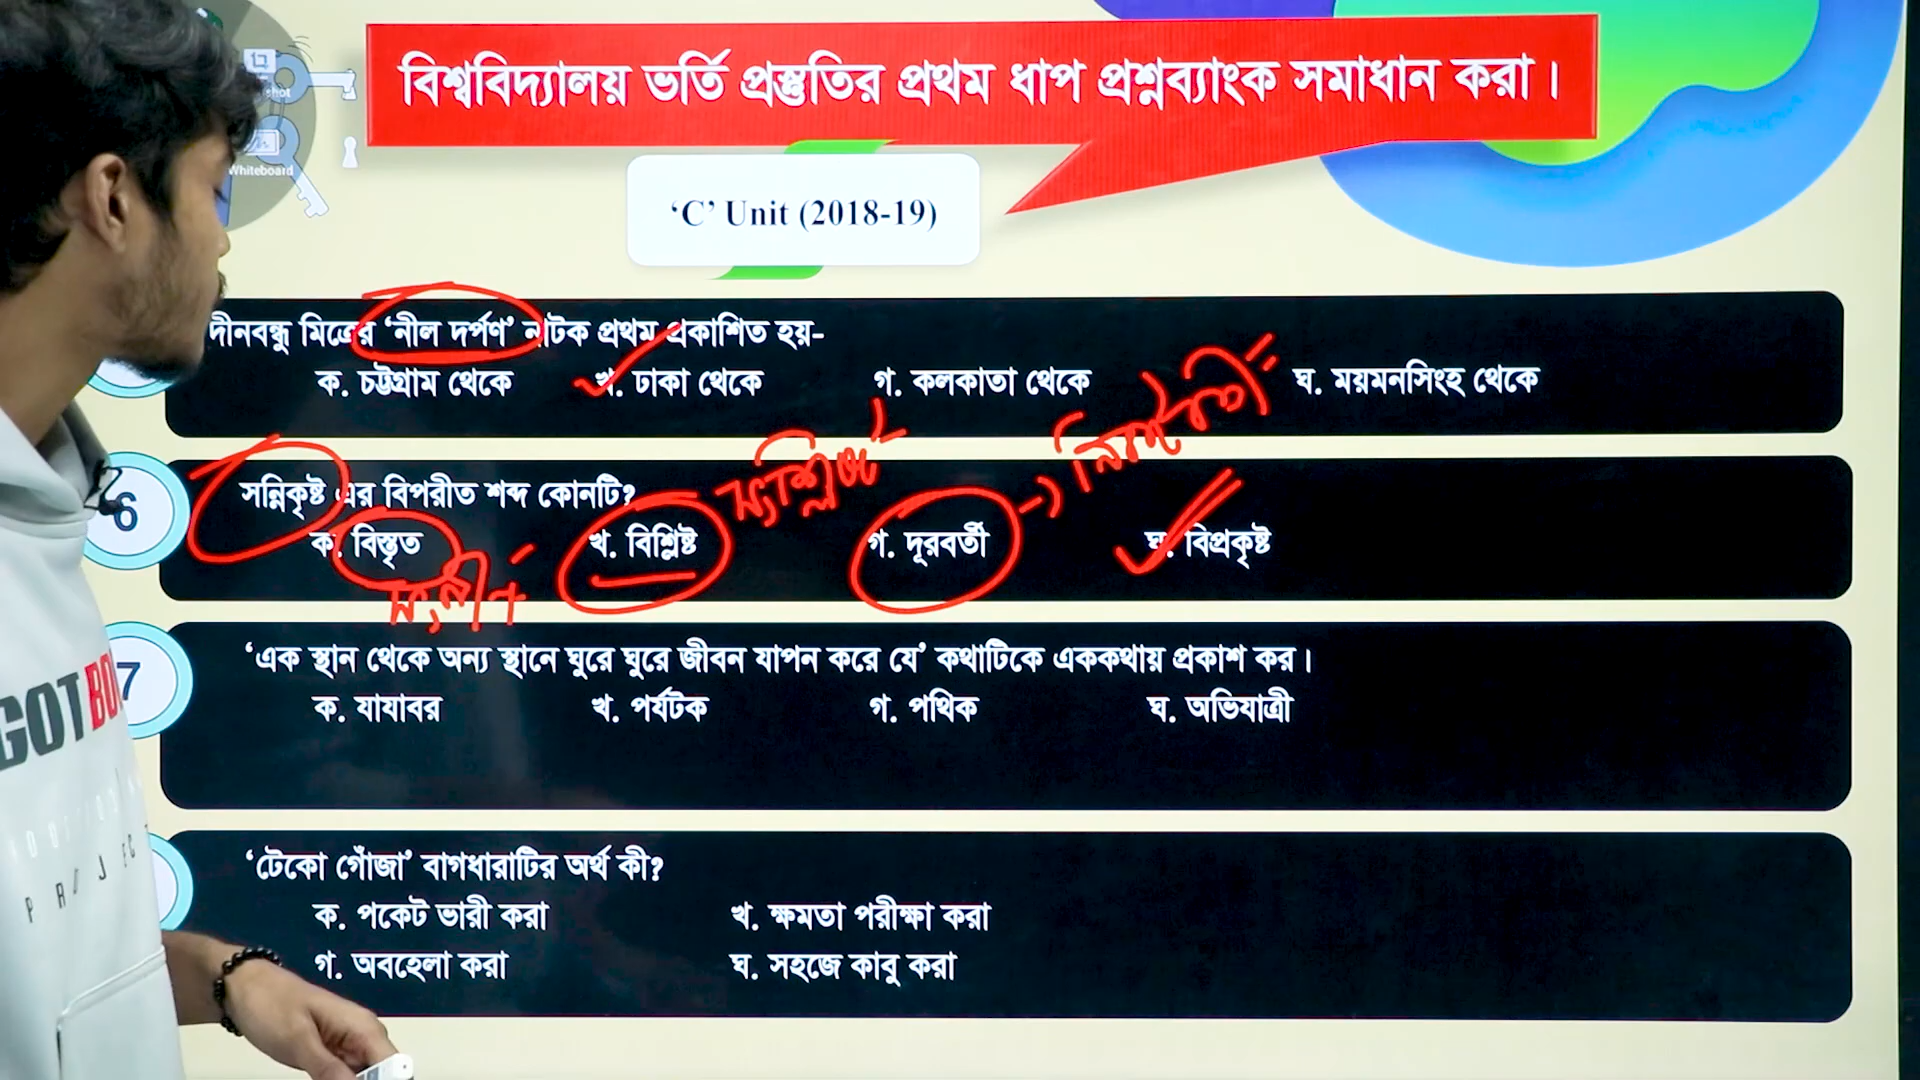 বিশ্ববিদ্যালয় ভর্তি প্রস্তুতির প্রথম ধাপ প্রশ্নব্যাংক সমাধান করা।
Whiteboard
‘C’ Unit (2018-19)
দীনবন্ধু মিত্রের ‘নীল দর্পণ’ নাটক প্রথম প্রকাশিত হয়-
ক. চট্টগ্রাম থেকে খ. ঢাকা থেকে গ. কলকাতা থেকে ঘ. ময়মনসিংহ থেকে
6 সন্নিকৃষ্ট এর বিপরীত শব্দ কোনটি?
ক. বিস্তৃত খ. বিশ্লিষ্ট গ. দূরবর্তী ঘ. বিপ্রকৃষ্ট
7 ‘এক স্থান থেকে অন্য স্থানে ঘুরে ঘুরে জীবন যাপন করে যে’ কথাটিকে এককথায় প্রকাশ কর।
ক. যাযাবর খ. পর্যটক গ. পথিক ঘ. অভিযাত্রী
‘টেকো গোঁজা’ বাগধারাটির অর্থ কী?
ক. পকেট ভারী করা খ. ক্ষমতা পরীক্ষা করা
গ. অবহেলা করা ঘ. সহজে কাবু করা
GOT BO